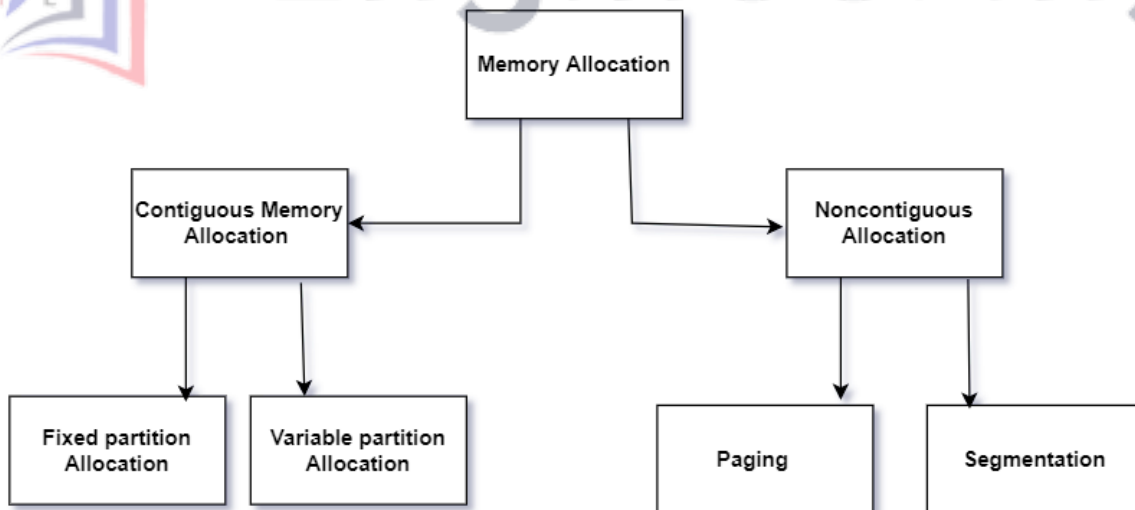 Memory Allocation
Contiguous Memory
Allocation
Noncontiguous
Allocation
Fixed partition
Allocation
Variable partition
Allocation
Paging
Segmentation